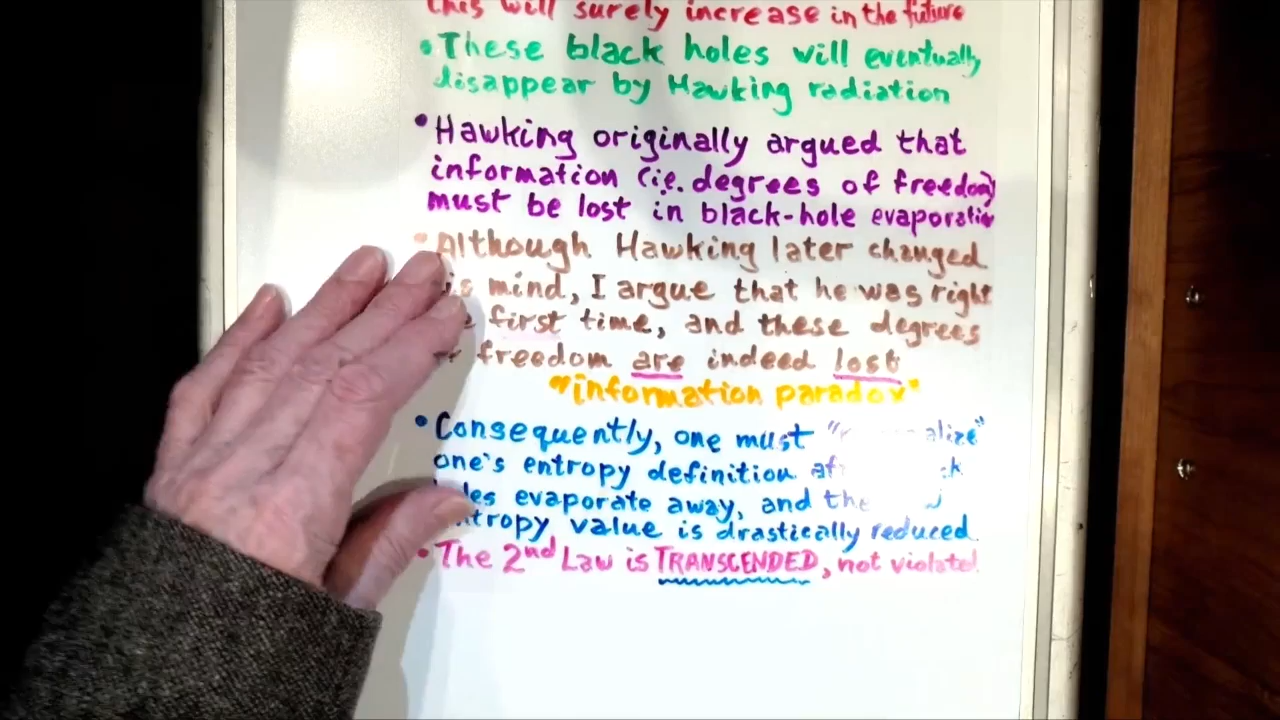 this will surely increase in the future
• These black holes will eventually
disappear by Hawking radiation
• Hawking originally argued that
information (i.e. degrees of freedom)
must be lost in black-hole evaporation
• Although Hawking later changed
mind, I argue that he was right
first time, and these degrees
freedom are indeed lost
"information paradox"
• Consequently, one must
one's entropy definition
evaporate away, and the
entropy value is drastically reduced.
• The 2nd Law is TRANSCENDED, not violated